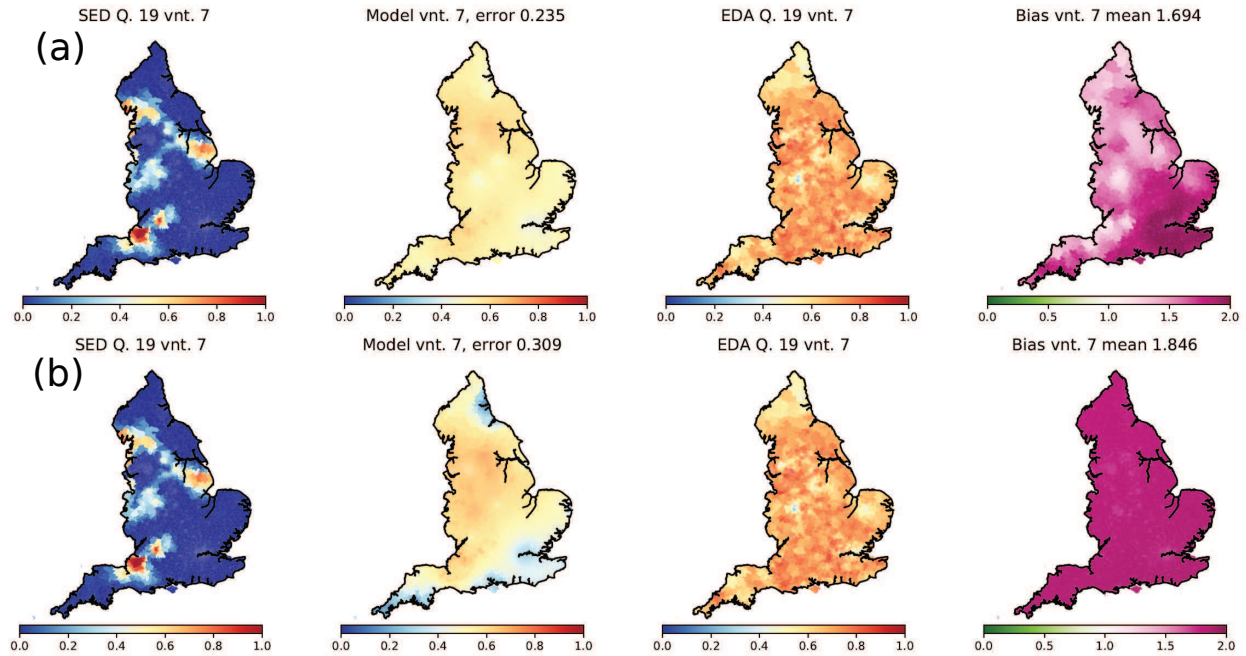 SED Q. 19 vnt. 7 Model vnt. 7, error 0.235 EDA Q. 19 vnt. 7 Bias vnt. 7 mean 1.694
(a)
0.0 0.2 0.4 0.6 0.8 1.0 0.0 0.2 0.4 0.6 0.8 1.0 0.0 0.2 0.4 0.6 0.8 1.0 0.0 0.5 1.0 1.5 2.0
SED Q. 19 vnt. 7 Model vnt. 7, error 0.309 EDA Q. 19 vnt. 7 Bias vnt. 7 mean 1.846
(b)
0.0 0.2 0.4 0.6 0.8 1.0 0.0 0.2 0.4 0.6 0.8 1.0 0.0 0.2 0.4 0.6 0.8 1.0 0.0 0.5 1.0 1.5 2.0